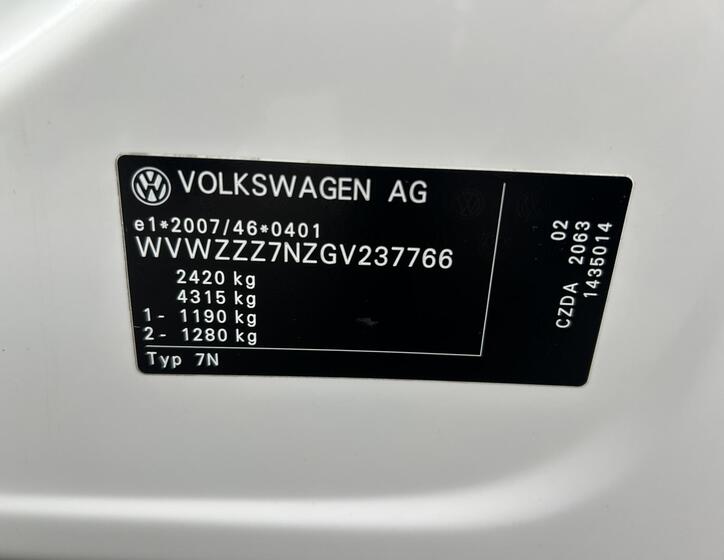 VOLKSWAGEN AG
e1*2007/46*0401
WVWZZZ7NZGV237766
2420 kg
4315 kg
1- 1190 kg
2- 1280 kg
Typ 7N
02
CZDA 2063
1435014